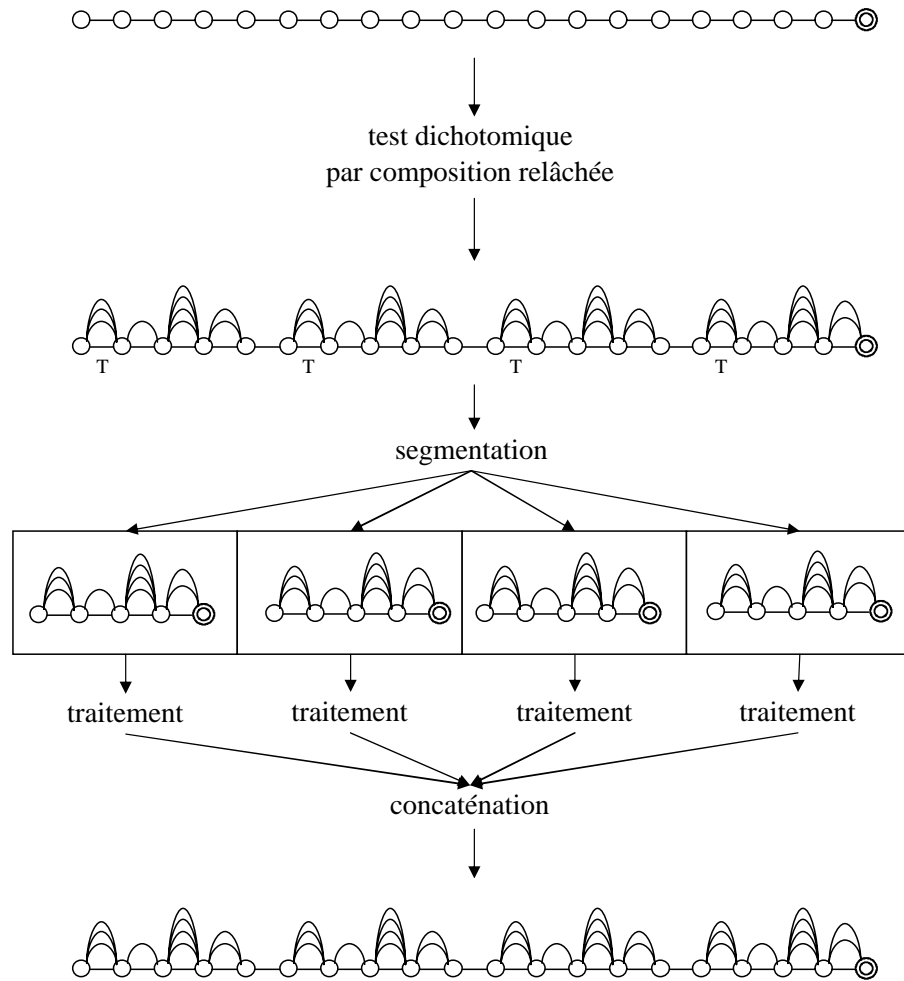 test dichotomique
par composition relâchée
T T T T
segmentation
traitement traitement traitement traitement
concaténation